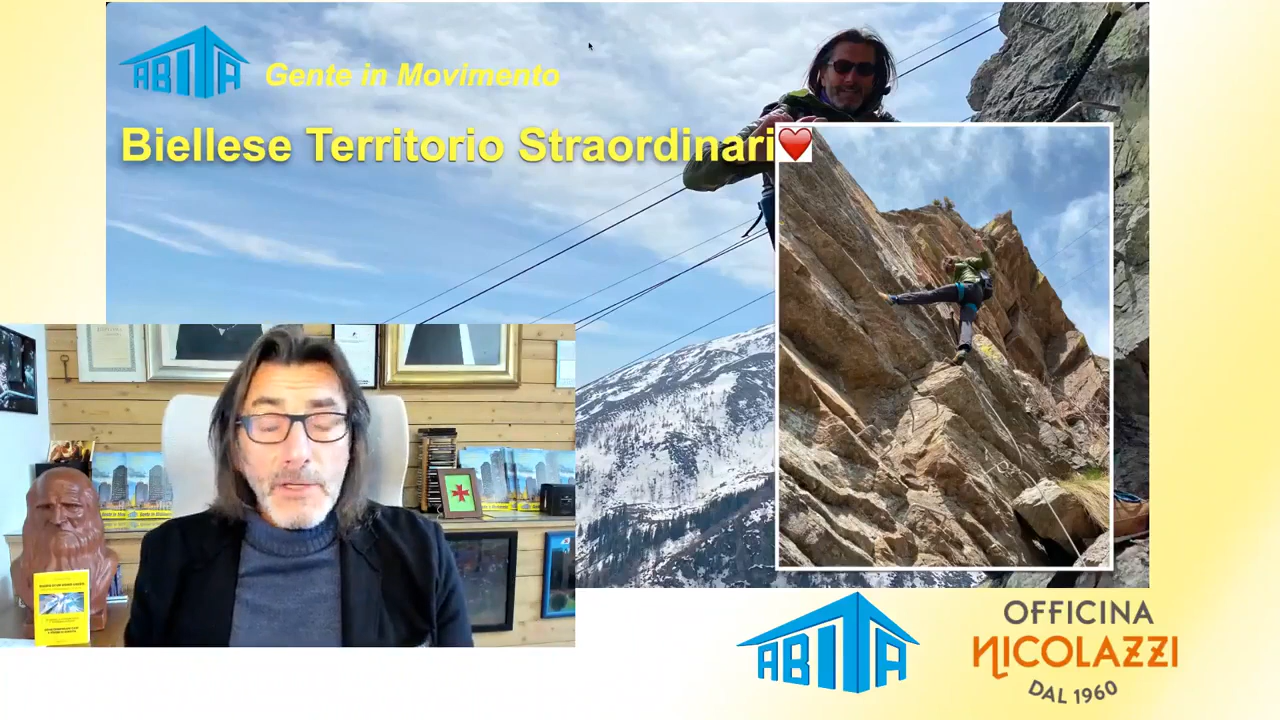 ABITA
Gente in Movimento
Biellese Territorio Straordinari
ABITA
OFFICINA
NICOLAZZI
DAL 1960